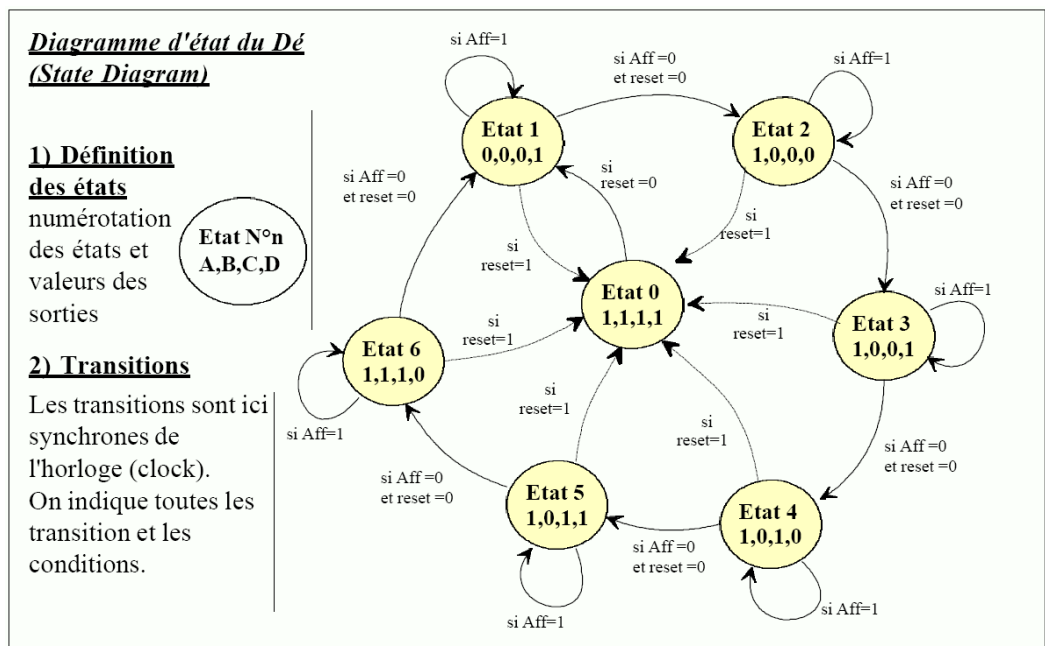 Diagramme d'état du Dé
(State Diagram)
1) Définition
des états
numérotation
des états et
valeurs des
sorties
Etat N°n
A,B,C,D
2) Transitions
Les transitions sont ici
synchrones de
l'horloge (clock).
On indique toutes les
transition et les
conditions.
si Aff=1
si Aff =0
et reset =0
si Aff=1
Etat 1
0,0,0,1
Etat 2
1,0,0,0
si Aff =0
et reset =0
si
reset=0
si Aff =0
et reset =0
si
reset=1
si
reset=1
Etat 0
1,1,1,1
si Aff=1
si
reset=1
Etat 3
1,0,0,1
si
reset=1
Etat 6
1,1,1,0
si Aff=1
si
reset=1
si
reset=1
si Aff =0
et reset =0
si Aff =0
et reset =0
Etat 5
1,0,1,1
Etat 4
1,0,1,0
si Aff =0
et reset =0
si Aff=1
si Aff=1